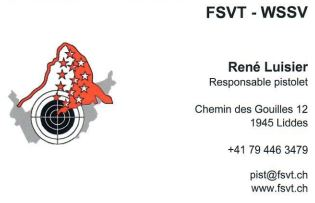 FSVT - WSSV
René Luisier
Responsable pistolet
Chemin des Gouilles 12
1945 Liddes
+41 79 446 3479
pist@fsvt.ch
www.fsvt.ch